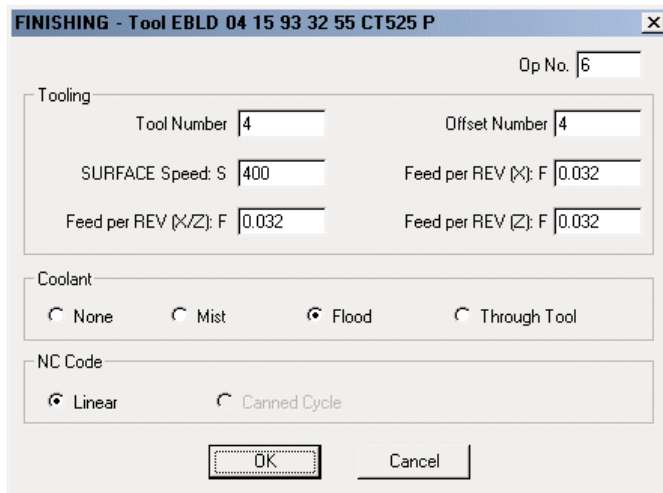 FINISHING - Tool EBLD 04 15 93 32 55 CT525 P
Op No. 6
Tooling
Tool Number 4 Offset Number 4
SURFACE Speed: S 400 Feed per REV (X): F 0.032
Feed per REV (X/Z): F 0.032 Feed per REV (Z): F 0.032
Coolant
None Mist Flood Through Tool
NC Code
Linear Canned Cycle
OK Cancel